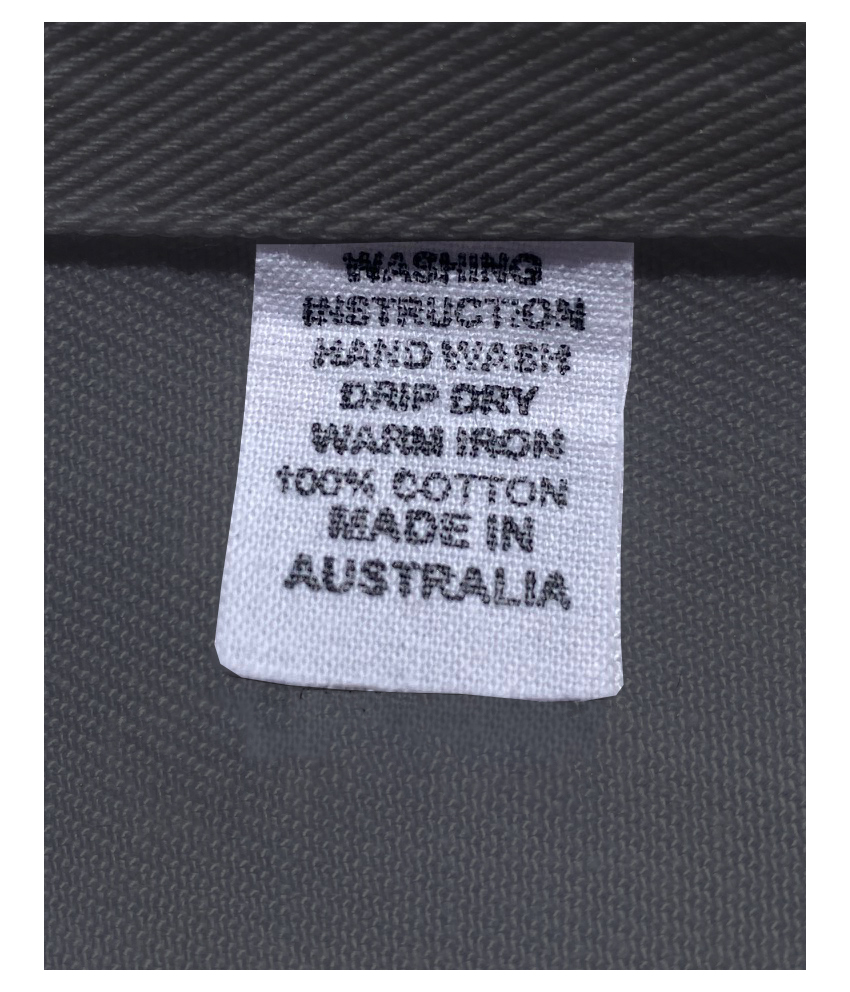 WASHING
INSTRUCTION
HAND WASH
DRIP DRY
WARM IRON
100% COTTON
MADE IN
AUSTRALIA